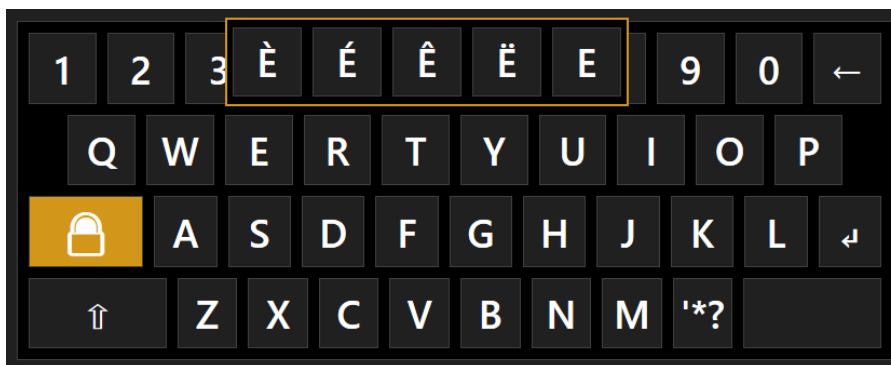 È É Ê Ë E
1 2 3 9 0 ←
Q W E R T Y U I O P
A S D F G H J K L ↲
⇧ Z X C V B N M '*?